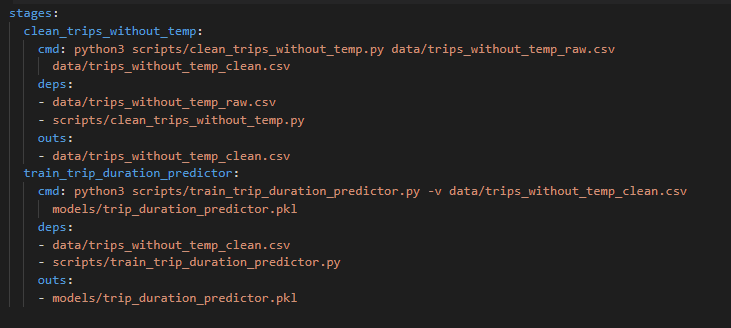 stages:
  clean_trips_without_temp:
    cmd: python3 scripts/clean_trips_without_temp.py data/trips_without_temp_raw.csv
      data/trips_without_temp_clean.csv
    deps:
    - data/trips_without_temp_raw.csv
    - scripts/clean_trips_without_temp.py
    outs:
    - data/trips_without_temp_clean.csv
  train_trip_duration_predictor:
    cmd: python3 scripts/train_trip_duration_predictor.py -v data/trips_without_temp_clean.csv
      models/trip_duration_predictor.pkl
    deps:
    - data/trips_without_temp_clean.csv
    - scripts/train_trip_duration_predictor.py
    outs:
    - models/trip_duration_predictor.pkl